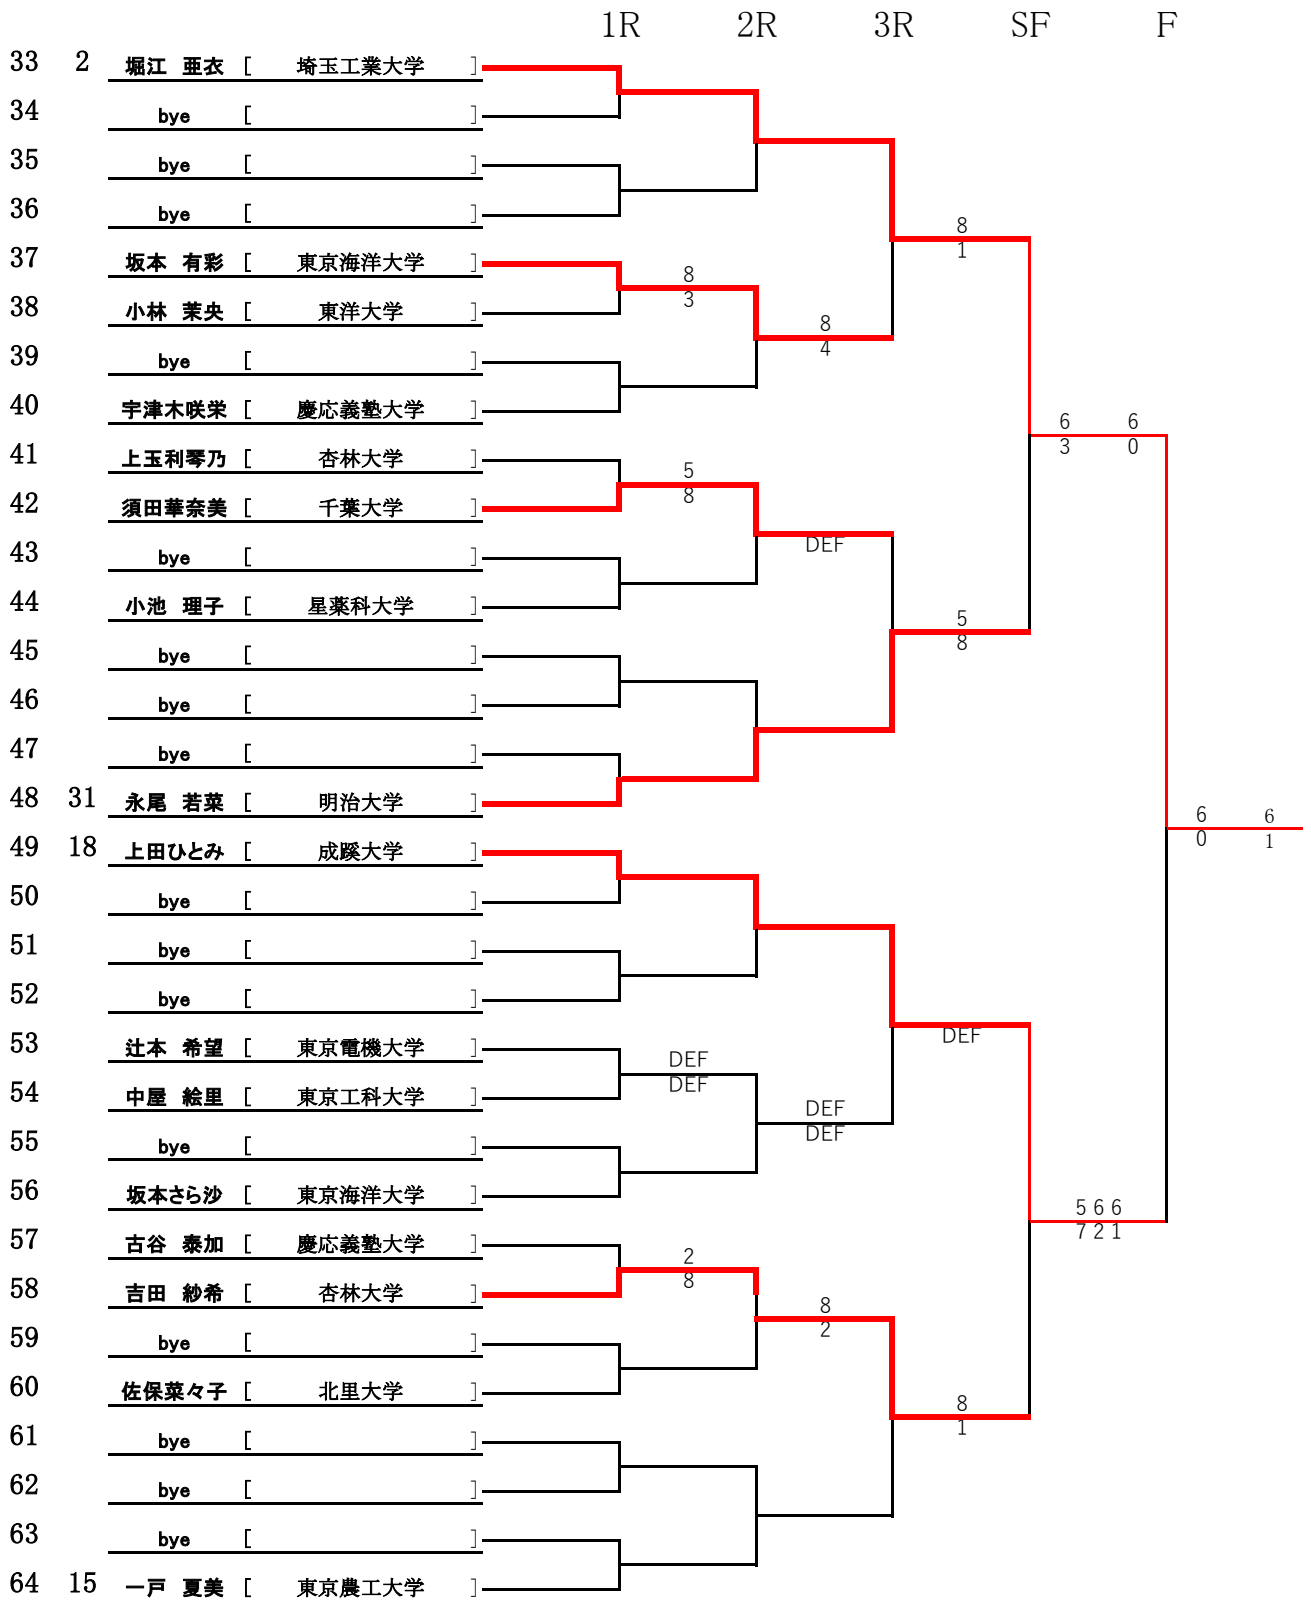 1R 2R 3R SF F
33 2 堀江 亜衣 [ 埼玉工業大学 ]
34 bye [ ]
35 bye [ ]
36 bye [ ]
8
1
37 坂本 有彩 [ 東京海洋大学 ]
8
3
38 小林 茉央 [ 東洋大学 ]
8
4
39 bye [ ]
40 宇津木咲栄 [ 慶応義塾大学 ]
6 6
3 0
41 上玉利琴乃 [ 杏林大学 ]
5
8
42 須田華奈美 [ 千葉大学 ]
DEF
43 bye [ ]
44 小池 理子 [ 星薬科大学 ]
5
8
45 bye [ ]
46 bye [ ]
47 bye [ ]
48 31 永尾 若菜 [ 明治大学 ]
6 6
0 1
49 18 上田ひとみ [ 成蹊大学 ]
50 bye [ ]
51 bye [ ]
52 bye [ ]
DEF
53 辻本 希望 [ 東京電機大学 ]
DEF
DEF
54 中屋 絵里 [ 東京工科大学 ]
DEF
DEF
55 bye [ ]
56 坂本さら沙 [ 東京海洋大学 ]
5 6 6
7 2 1
57 古谷 泰加 [ 慶応義塾大学 ]
2
8
58 吉田 紗希 [ 杏林大学 ]
8
2
59 bye [ ]
60 佐保菜々子 [ 北里大学 ]
8
1
61 bye [ ]
62 bye [ ]
63 bye [ ]
64 15 一戸 夏美 [ 東京農工大学 ]